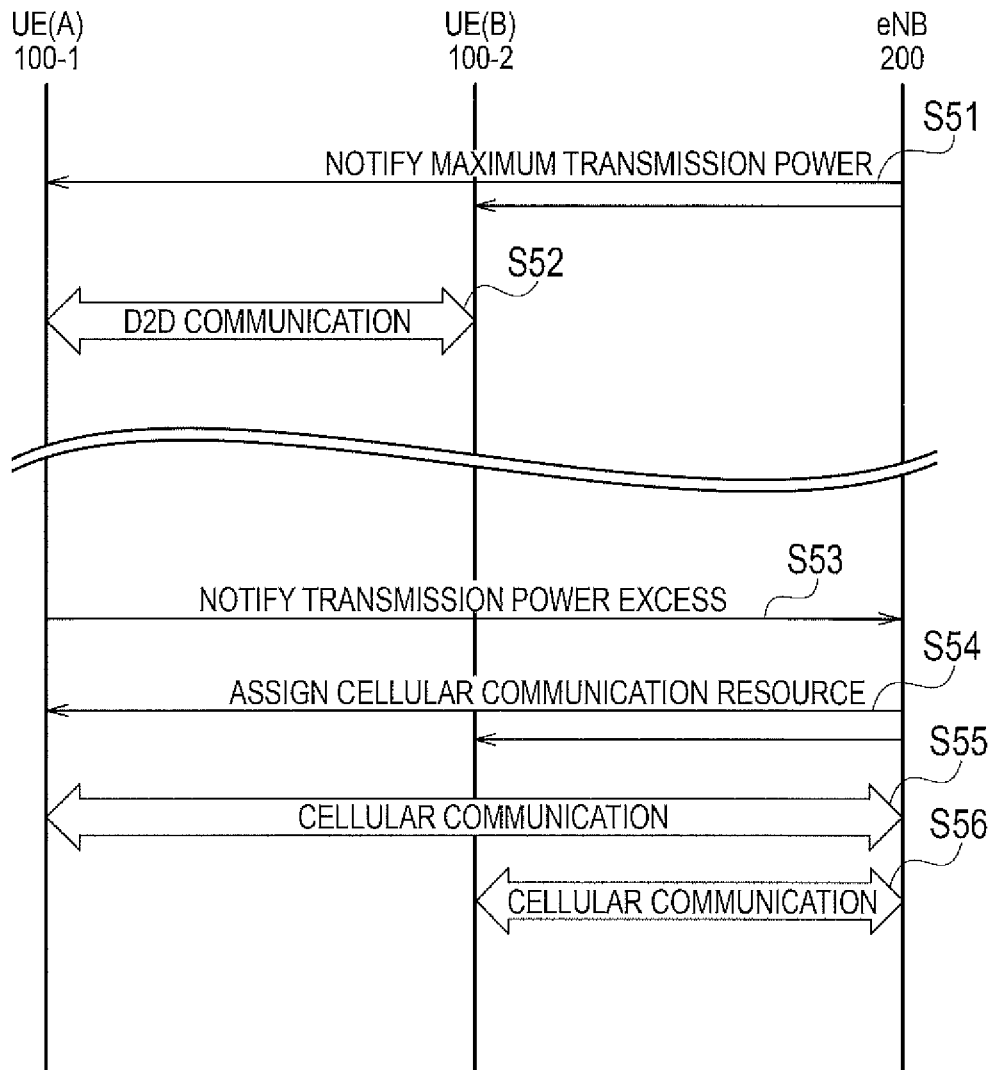 UE(A)
100-1
UE(B)
100-2
eNB
200
S51
NOTIFY MAXIMUM TRANSMISSION POWER
S52
D2D COMMUNICATION
S53
NOTIFY TRANSMISSION POWER EXCESS
S54
ASSIGN CELLULAR COMMUNICATION RESOURCE
S55
CELLULAR COMMUNICATION
S56
CELLULAR COMMUNICATION